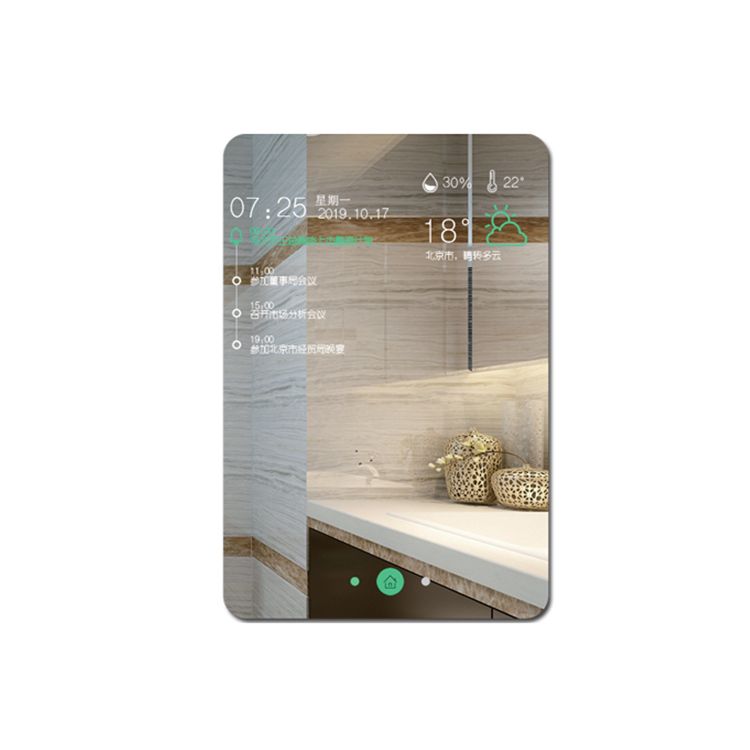 07:25
星期一
2019.10.17
30%
22°
18°
北京市，晴转多云
11:00
参加董事局会议
15:00
召开市场分析会议
19:00
参加北京市经贸局晚宴